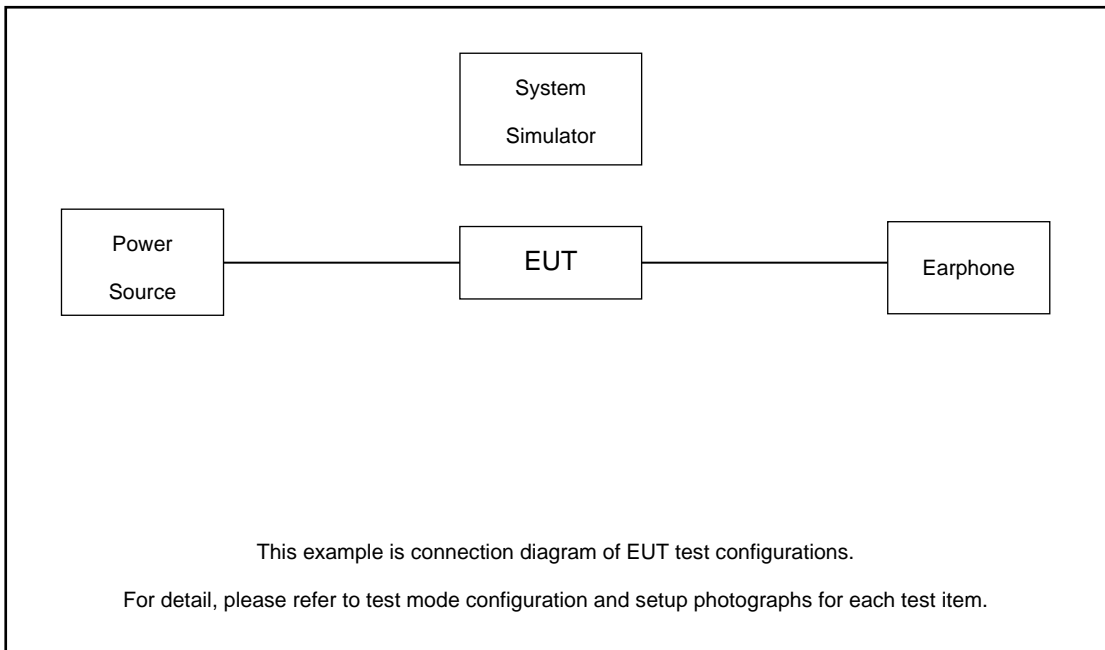 System
Simulator
Power
Source
EUT
Earphone
This example is connection diagram of EUT test configurations.
For detail, please refer to test mode configuration and setup photographs for each test item.